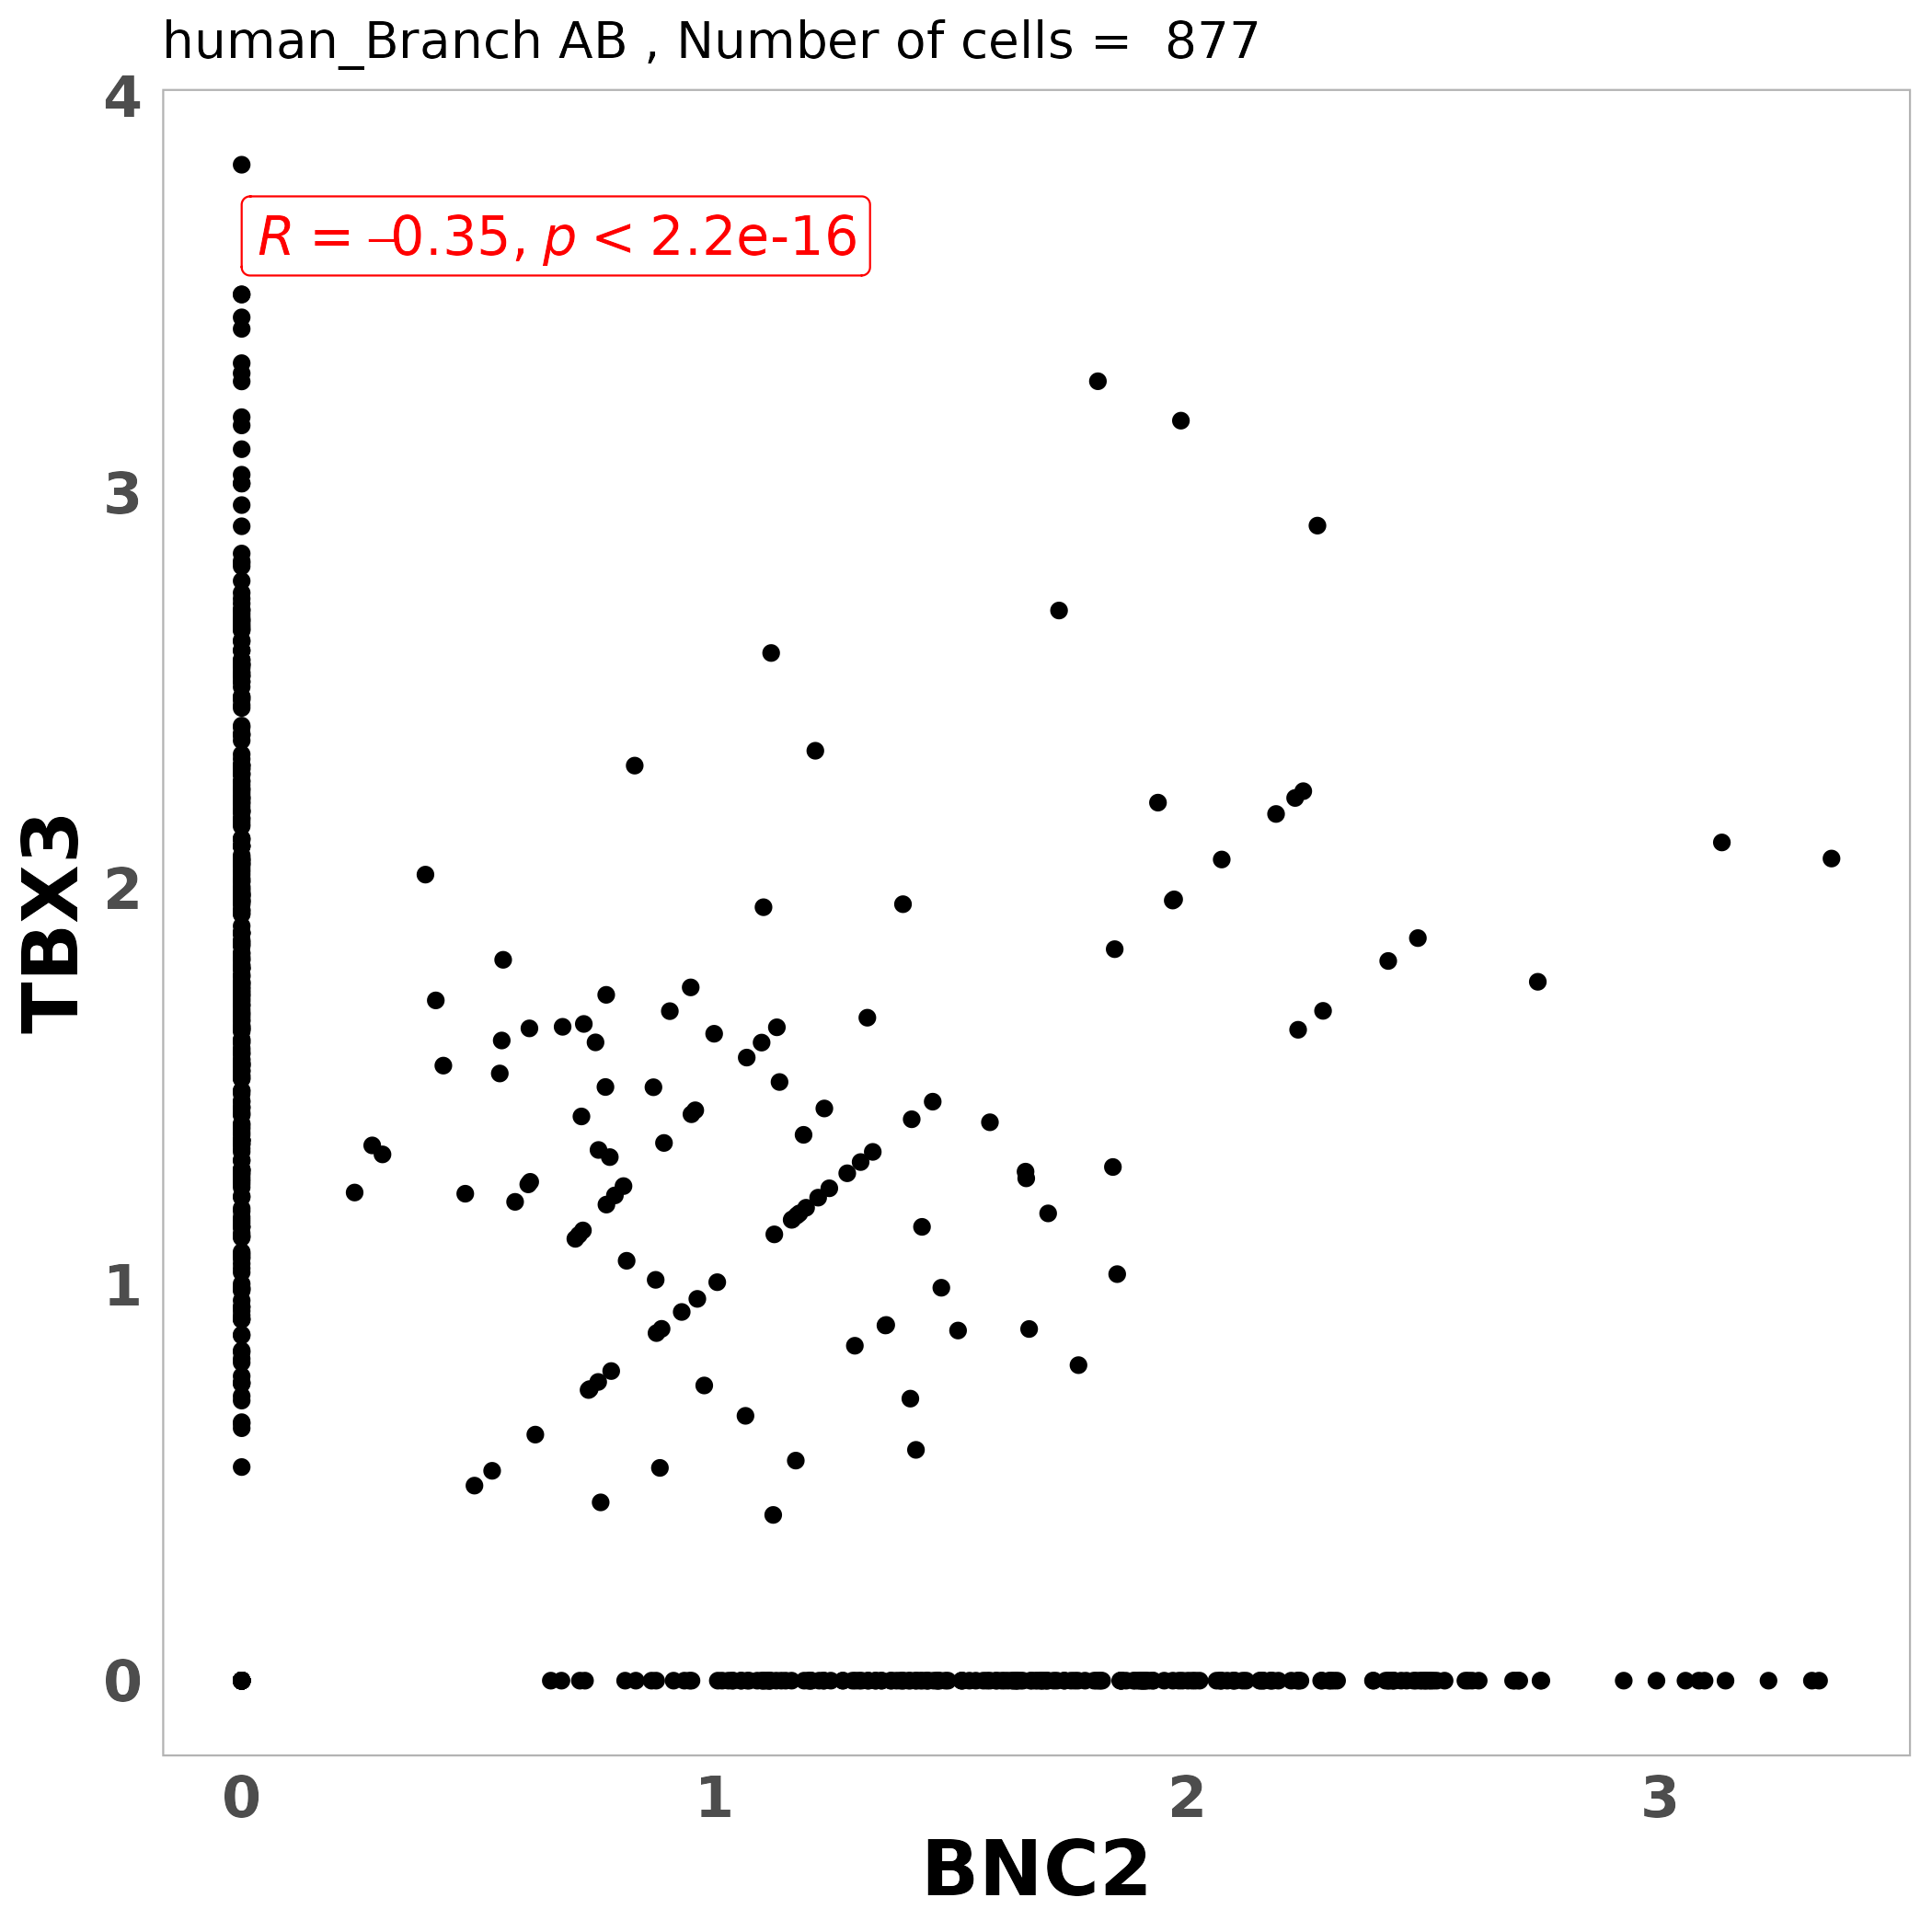 human_Branch AB , Number of cells =  877
4
R = –0.35, p < 2.2e-16
3
TBX3
2
1
0
0 1 2 3
BNC2